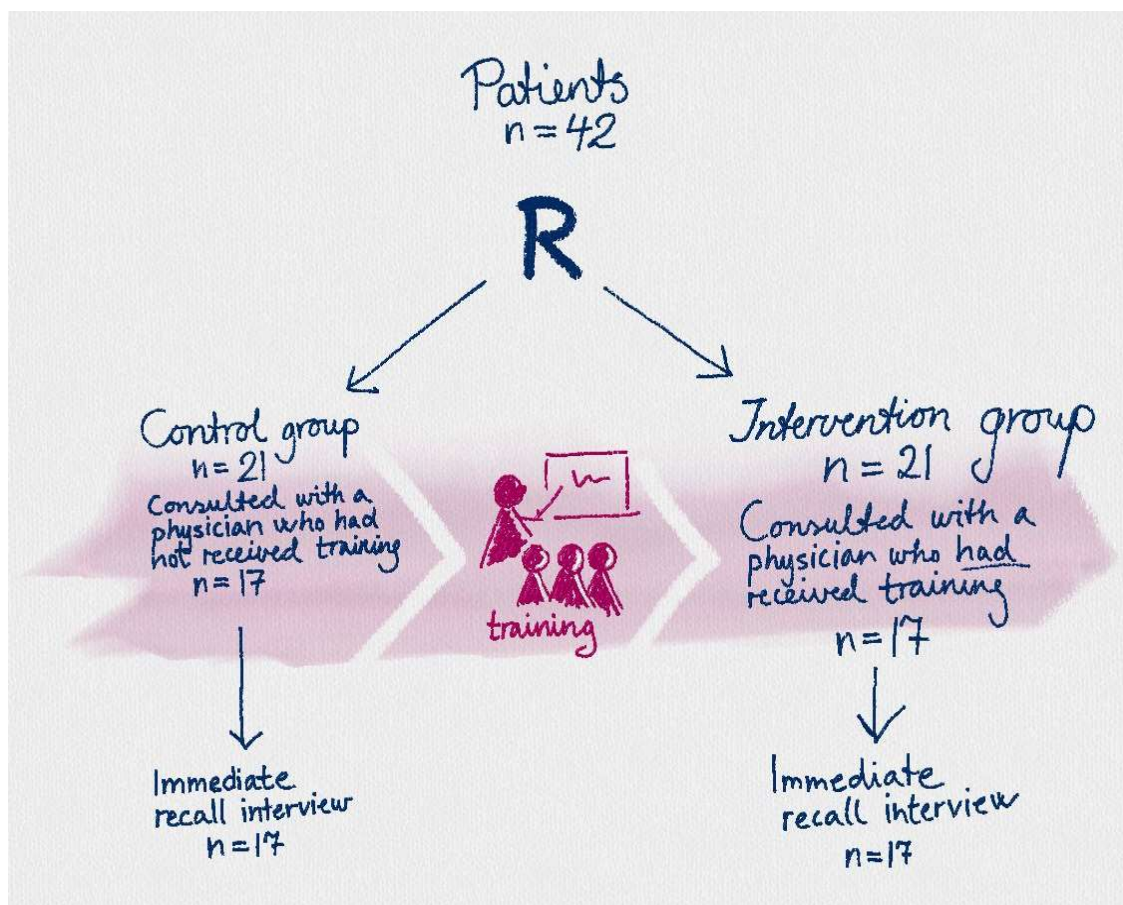 Patients
n = 42
R
Control group
n = 21
Consulted with a
physician who had
not received training
n = 17
training
Intervention group
n = 21
Consulted with a
physician who had
received training
n = 17
Immediate
recall interview
n = 17
Immediate
recall interview
n = 17